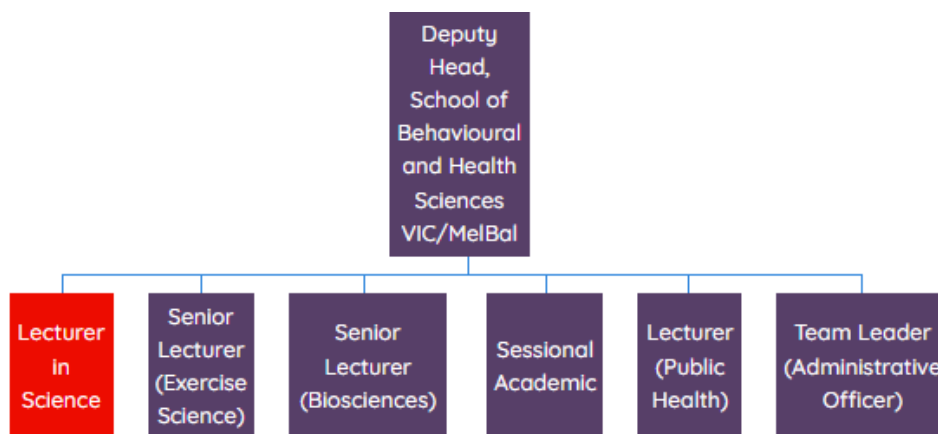 Deputy
Head,
School of
Behavioural
and Health
Sciences
VIC/MelBal
Lecturer
in
Science
Senior
Lecturer
(Exercise
Science)
Senior
Lecturer
(Biosciences)
Sessional
Academic
Lecturer
(Public
Health)
Team Leader
(Administrative
Officer)